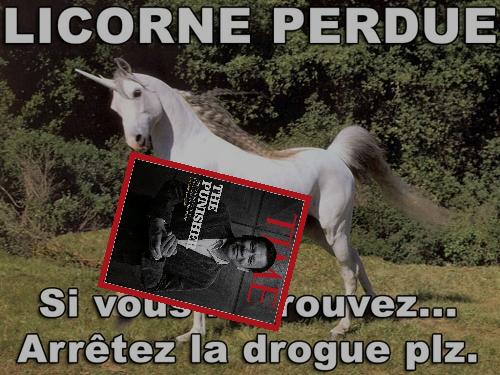 LICORNE PERDUE
THE
PUNISHER
TIME
Si vous rouvez...
Arrêtez la drogue plz.